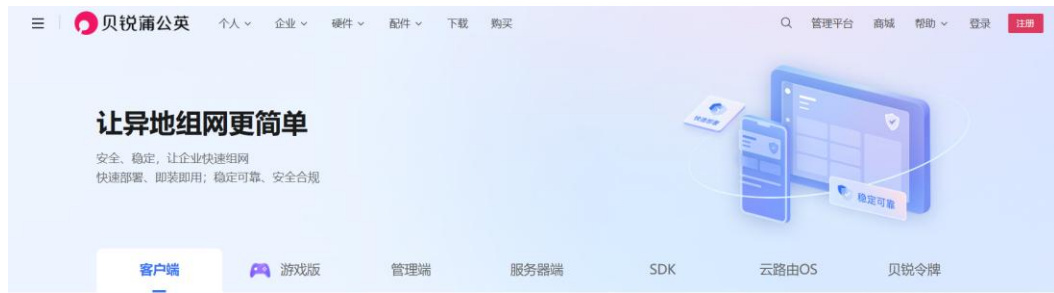 贝锐蒲公英 个人 企业 硬件 配件 下载 购买 管理平台 商城 帮助 登录 注册
让异地组网更简单
安全、稳定，让企业快速组网
快速部署、即装即用；稳定可靠、安全合规
快速部署
稳定可靠
客户端 游戏版 管理端 服务器端 SDK 云路由OS 贝锐令牌